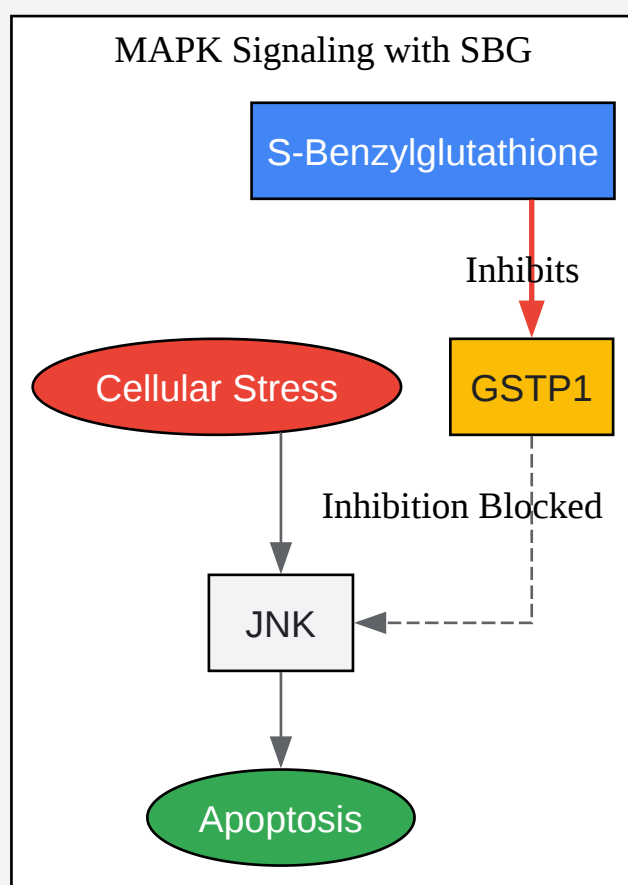 MAPK Signaling with SBG
S-Benzylglutathione
Inhibits
Cellular Stress
GSTP1
Inhibition Blocked
JNK
Apoptosis